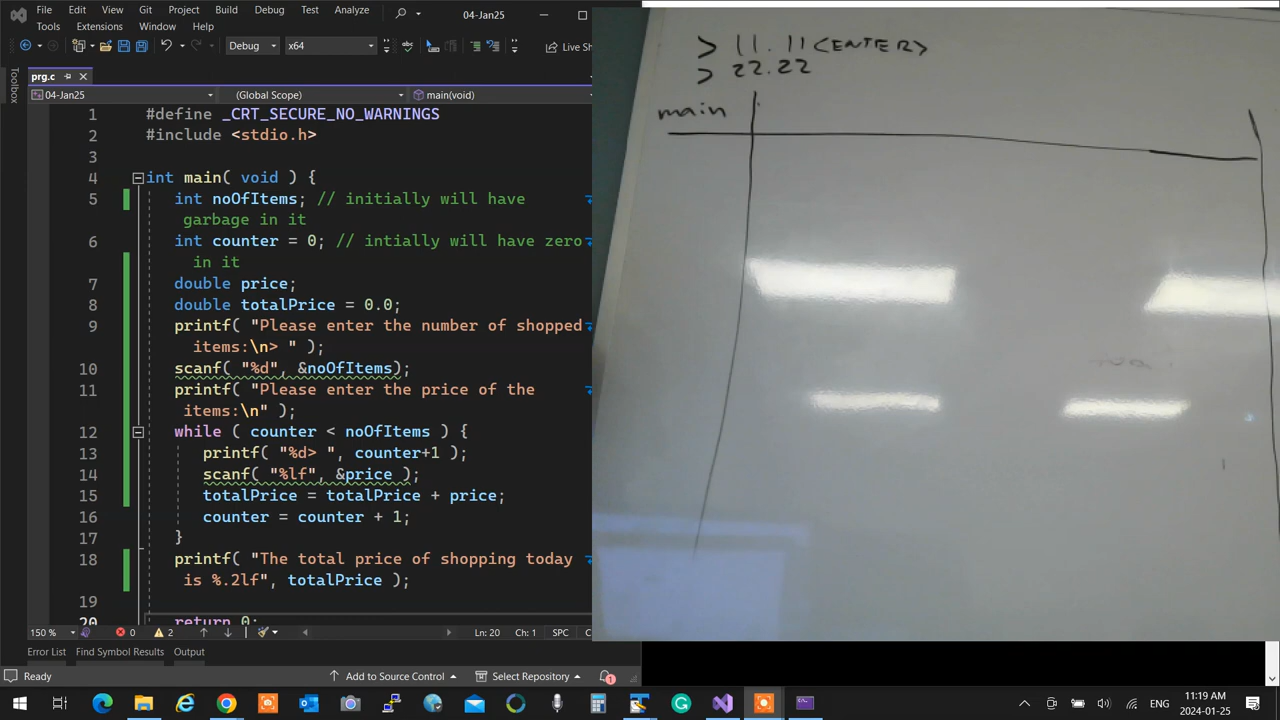 File Edit View Git Project Build Debug Test Analyze 04-Jan25
Tools Extensions Window Help
Debug x64 Live Sh
Toolbox
prg.c
04-Jan25 (Global Scope) main(void)
1 #define _CRT_SECURE_NO_WARNINGS
2 #include <stdio.h>
3
4 int main( void ) {
5 int noOfItems; // initially will have
garbage in it
6 int counter = 0; // intially will have zero
in it
7 double price;
8 double totalPrice = 0.0;
9 printf( "Please enter the number of shopped
items:\n> " );
10 scanf( "%d", &noOfItems);
11 printf( "Please enter the price of the
items:\n" );
12 while ( counter < noOfItems ) {
13 printf( "%d> ", counter+1 );
14 scanf( "%lf", &price );
15 totalPrice = totalPrice + price;
16 counter = counter + 1;
17 }
18 printf( "The total price of shopping today
is %.2lf", totalPrice );
19
20 return 0;
150 % 0 2 Ln: 20 Ch: 1 SPC
Error List Find Symbol Results Output
Ready Add to Source Control Select Repository 1
> 11.11<ENTER>
> 22.22
main
ENG 11:19 AM
2024-01-25